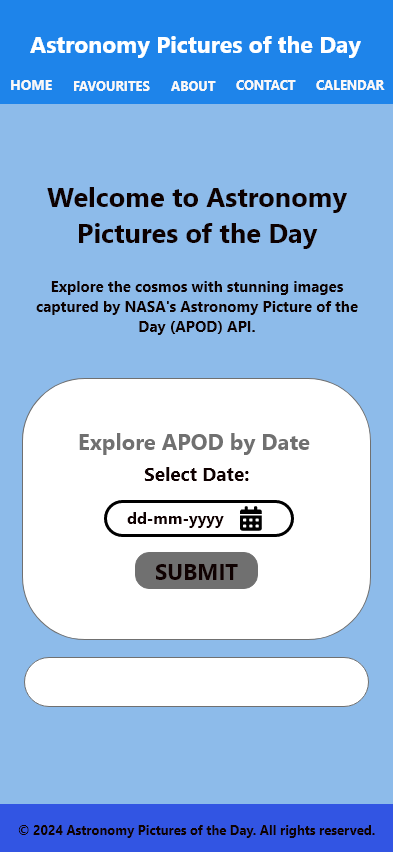 Astronomy Pictures of the Day
HOME FAVOURITES ABOUT CONTACT CALENDAR
Welcome to Astronomy
Pictures of the Day
Explore the cosmos with stunning images
captured by NASA's Astronomy Picture of the
Day (APOD) API.
Explore APOD by Date
Select Date:
dd-mm-yyyy
SUBMIT
© 2024 Astronomy Pictures of the Day. All rights reserved.